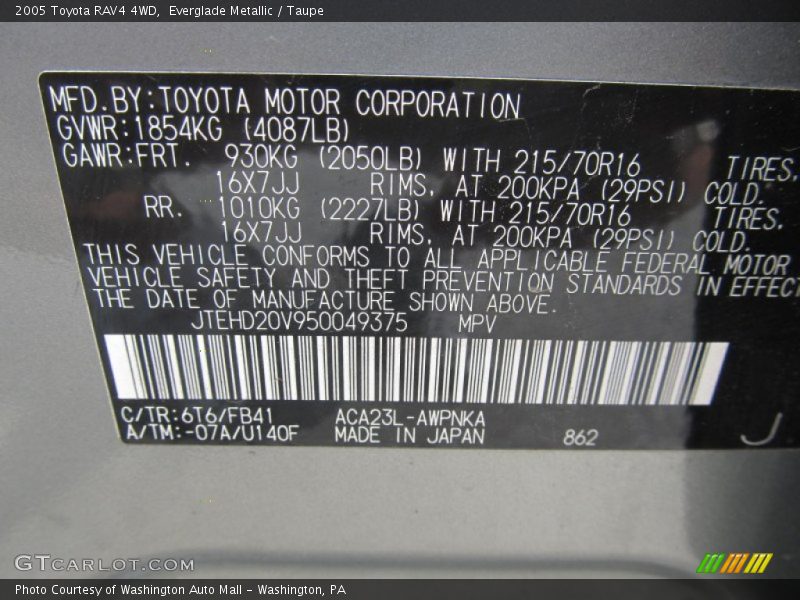 2005 Toyota RAV4 4WD, Everglade Metallic / Taupe
MFD.BY:TOYOTA MOTOR CORPORATION
GVWR:1854KG (4087LB)
GAWR:FRT. 930KG (2050LB) WITH 215/70R16 TIRES,
16X7JJ RIMS, AT 200KPA (29PSI) COLD.
RR. 1010KG (2227LB) WITH 215/70R16 TIRES,
16X7JJ RIMS, AT 200KPA (29PSI) COLD.
THIS VEHICLE CONFORMS TO ALL APPLICABLE FEDERAL MOTOR
VEHICLE SAFETY AND THEFT PREVENTION STANDARDS IN EFFECT
THE DATE OF MANUFACTURE SHOWN ABOVE.
JTEHD20V950049375 MPV
C/TR:6T6/FB41 ACA23L-AWPNKA
A/TM:-07A/U140F MADE IN JAPAN 862 J
GTCARLOT.COM
Photo Courtesy of Washington Auto Mall - Washington, PA